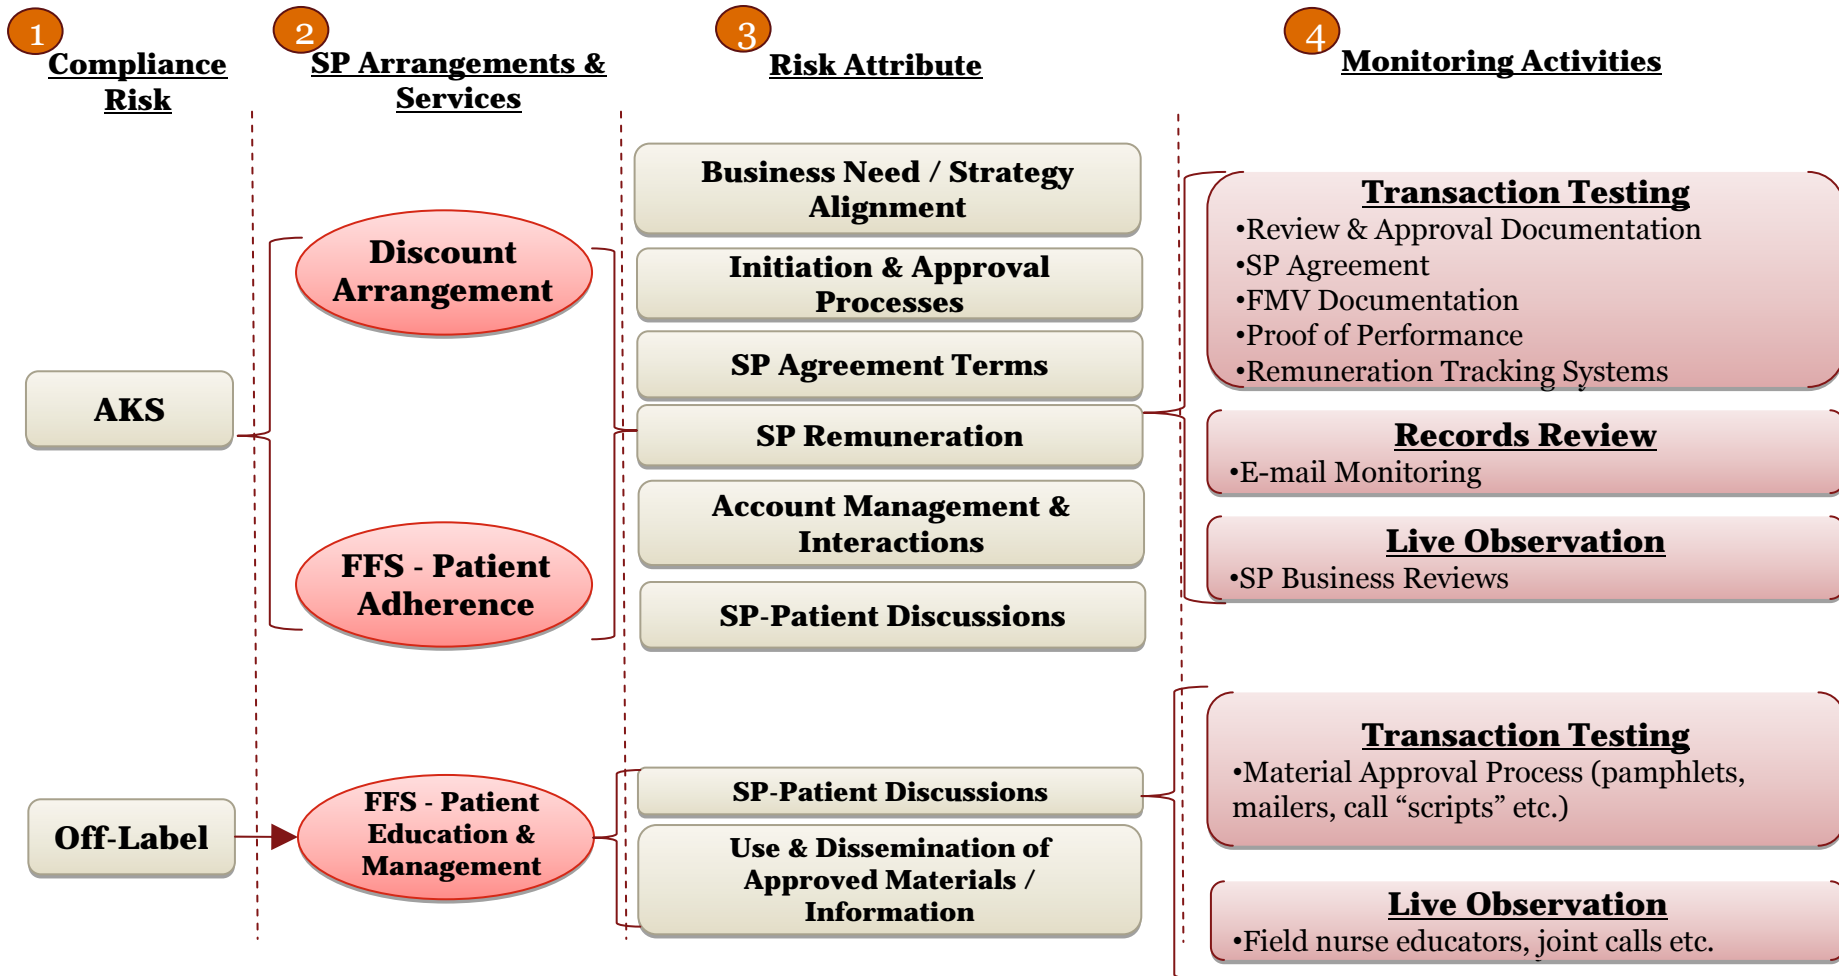 1
Compliance
Risk
2
SP Arrangements &
Services
3
Risk Attribute
4
Monitoring Activities
AKS
Discount
Arrangement
FFS - Patient
Adherence
Business Need / Strategy
Alignment
Initiation & Approval
Processes
SP Agreement Terms
SP Remuneration
Account Management &
Interactions
SP-Patient Discussions
Transaction Testing
•Review & Approval Documentation
•SP Agreement
•FMV Documentation
•Proof of Performance
•Remuneration Tracking Systems
Records Review
•E-mail Monitoring
Live Observation
•SP Business Reviews
Off-Label
FFS - Patient
Education &
Management
SP-Patient Discussions
Use & Dissemination of
Approved Materials /
Information
Transaction Testing
•Material Approval Process (pamphlets,
mailers, call “scripts” etc.)
Live Observation
•Field nurse educators, joint calls etc.